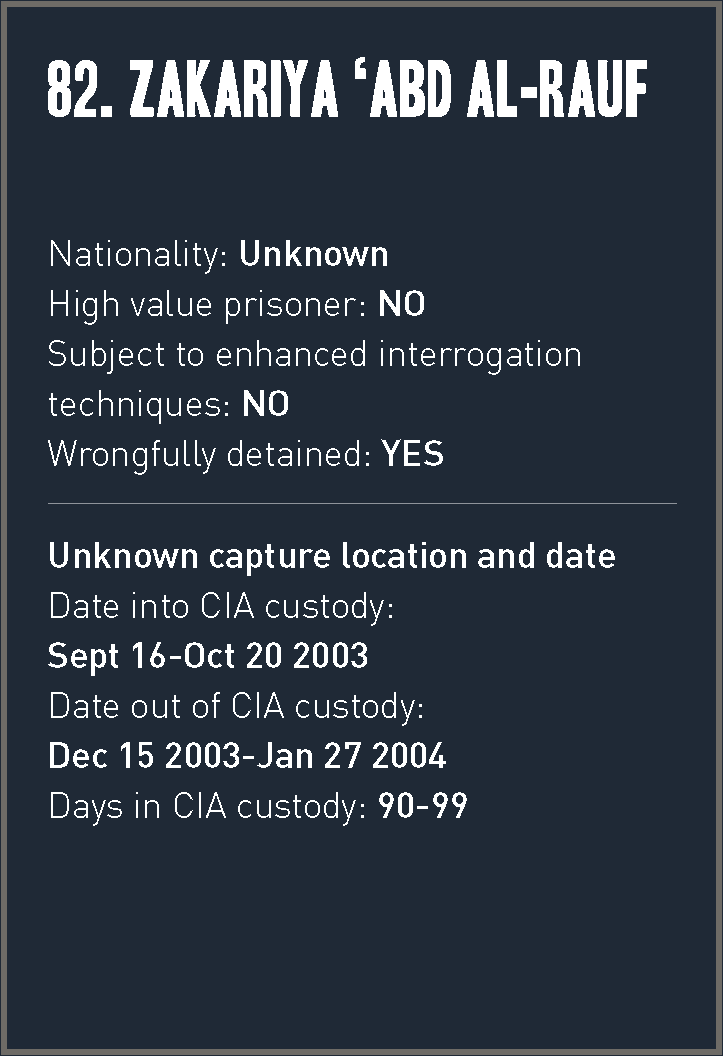 82. ZAKARIYA ‘ABD AL-RAUF
Nationality: Unknown
High value prisoner: NO
Subject to enhanced interrogation
techniques: NO
Wrongfully detained: YES
Unknown capture location and date
Date into CIA custody:
Sept 16-Oct 20 2003
Date out of CIA custody:
Dec 15 2003-Jan 27 2004
Days in CIA custody: 90-99